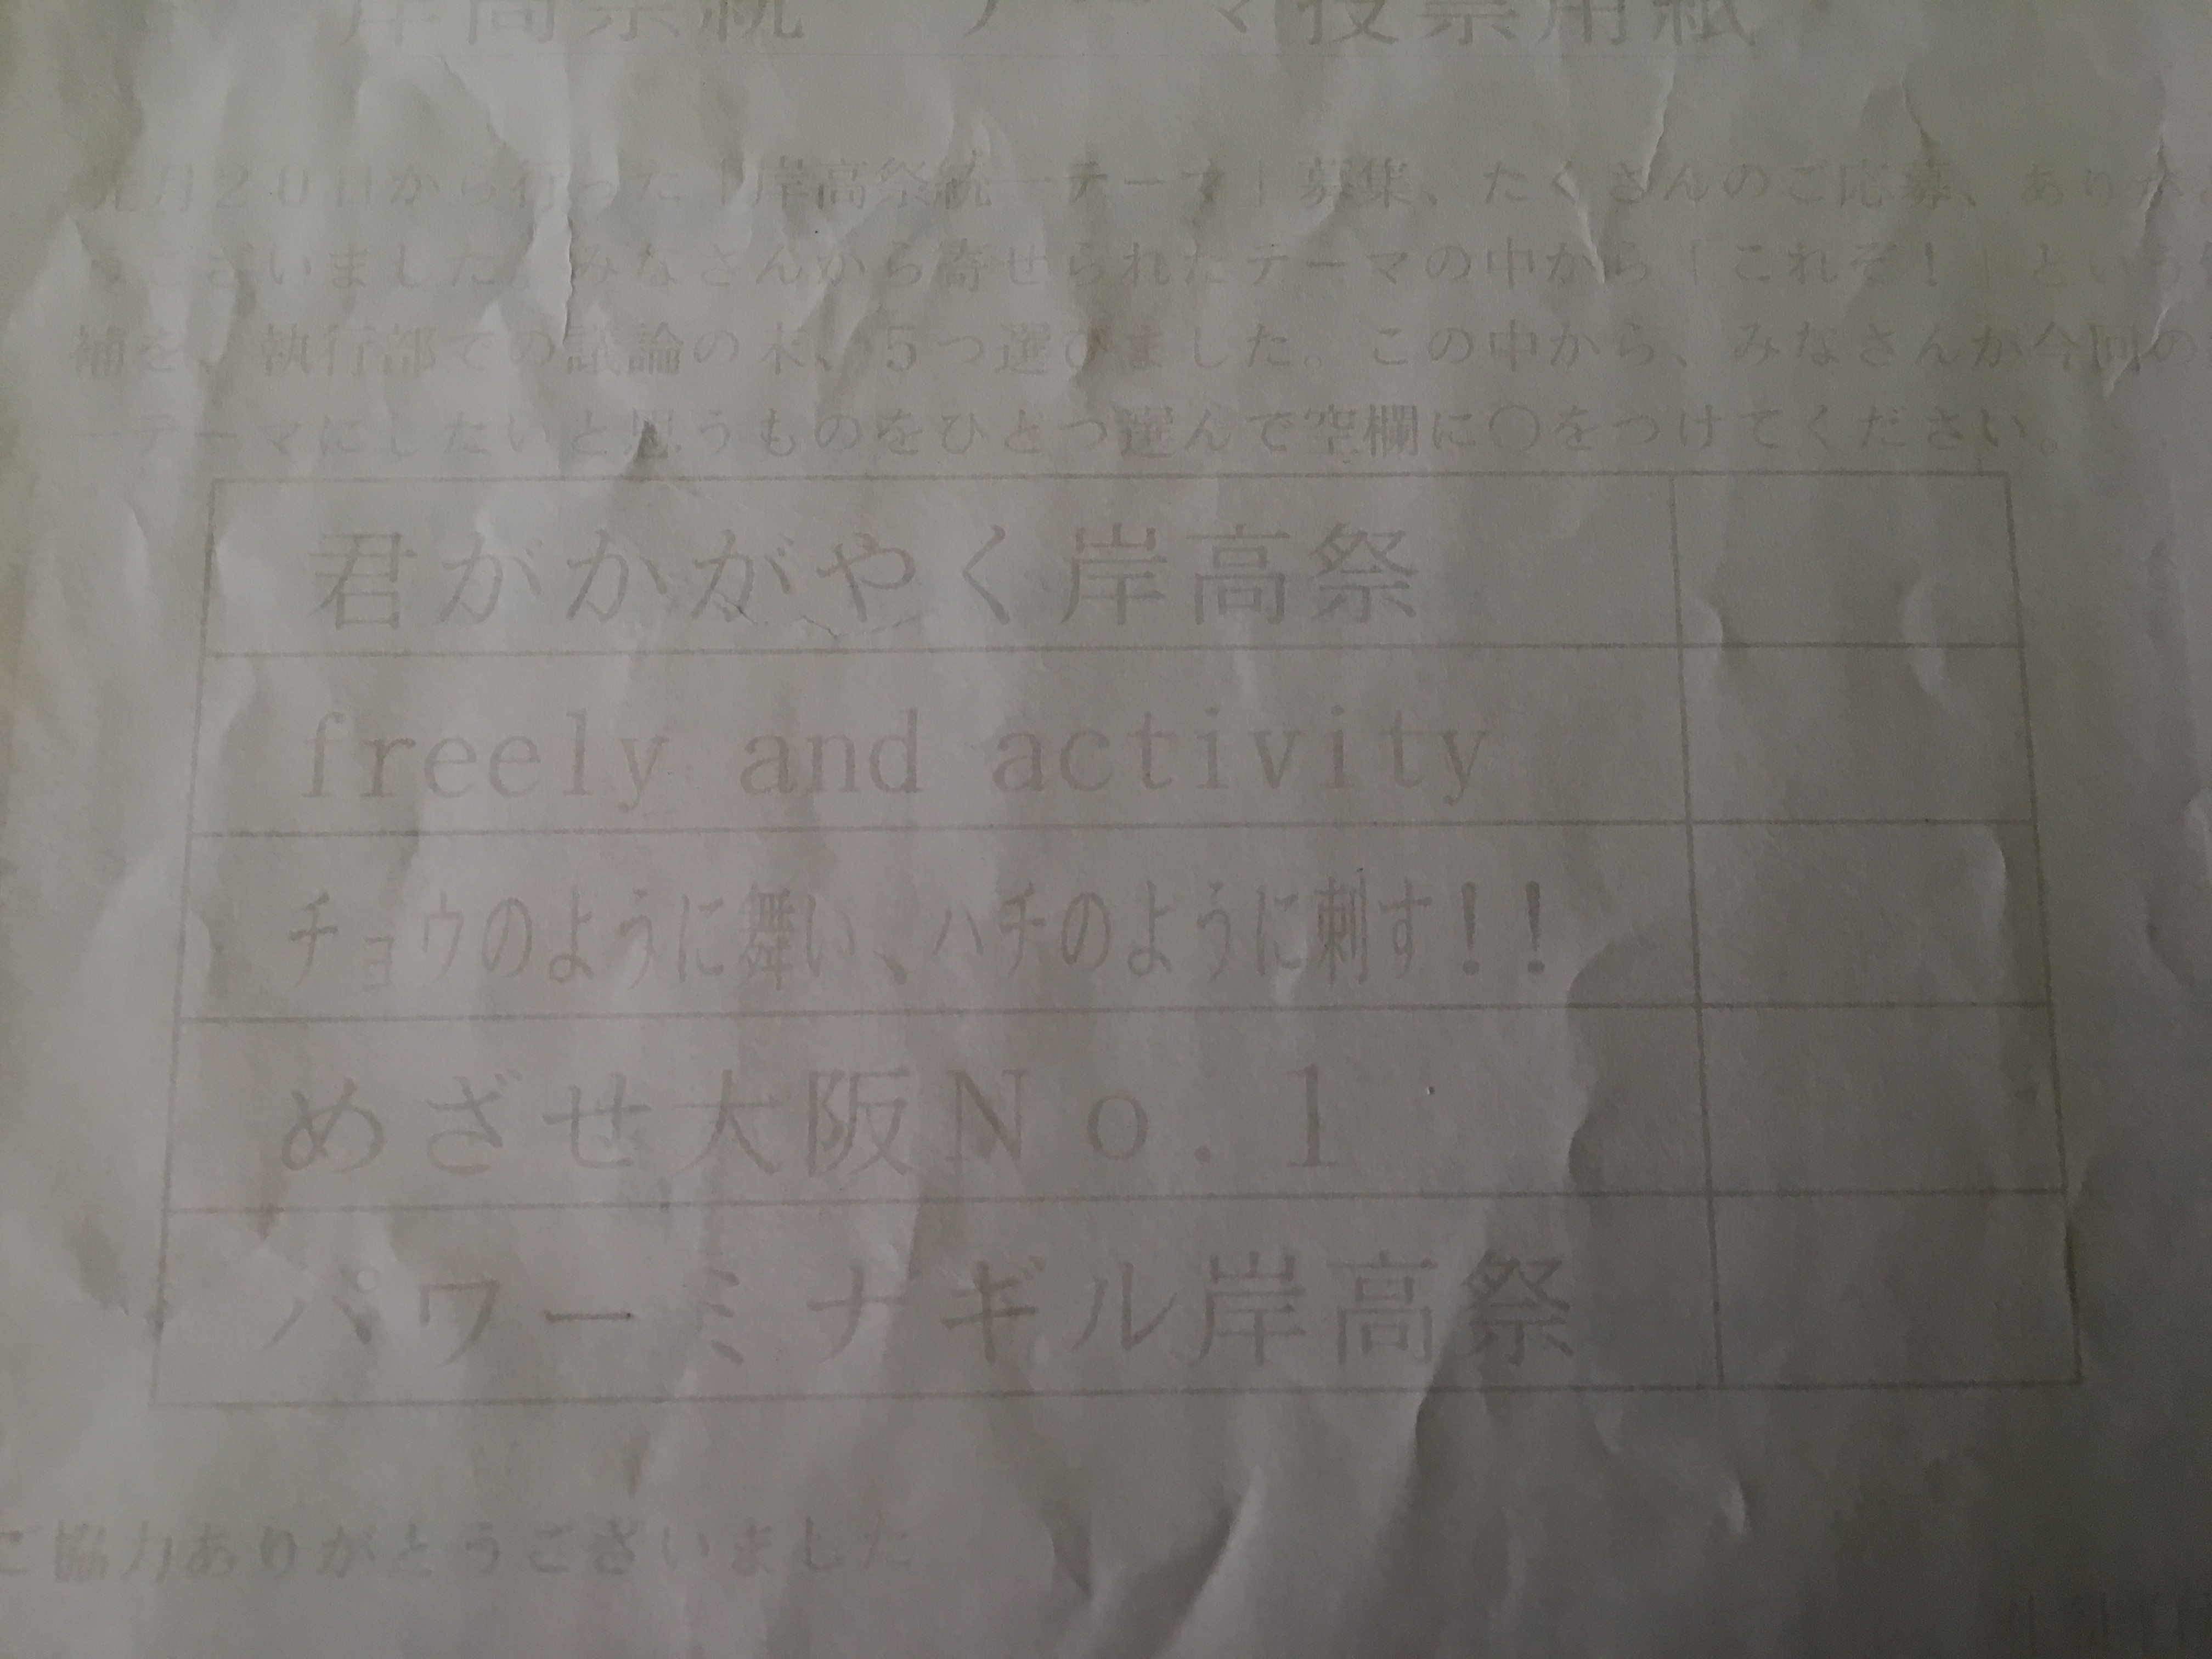 岸高祭統一テーマ投票用紙
先月２０日から行った「岸高祭統一テーマ」募集、たくさんのご応募、ありがと
うございました。みなさんから寄せられたテーマの中から「これぞ！」という
補を、執行部での議論の末、５つ選びました。この中から、みなさんが今回の
一テーマにしたいと思うものをひとつ選んで空欄に〇をつけてください。
君がかがやく岸高祭
freely and activity
チョウのように舞い、ハチのように刺す！！
めざせ大阪Ｎｏ．１
パワーミナギル岸高祭
ご協力ありがとうございました